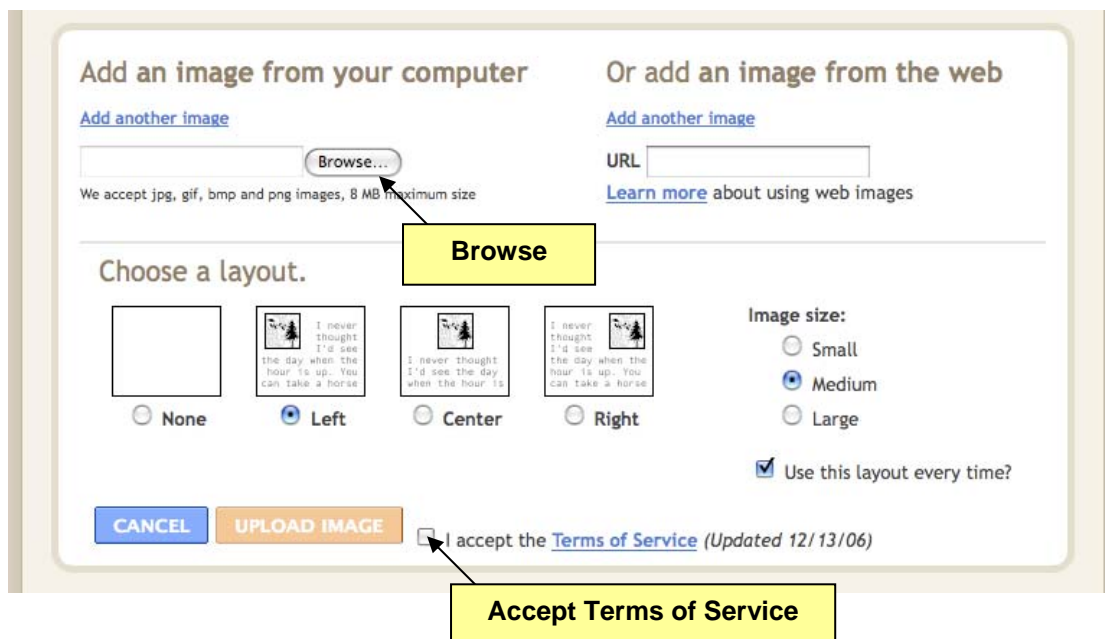 Add an image from your computer
Add another image
Browse...
We accept jpg, gif, bmp and png images, 8 MB maximum size
Or add an image from the web
Add another image
URL
Learn more about using web images
Browse
Choose a layout.
I never
thought
I'd see
the day when the
hour is up. You
can take a horse
I never thought
I'd see the day
when the hour is
I never
thought
I'd see
the day when the
hour is up. You
can take a horse
None
Left
Center
Right
Image size:
Small
Medium
Large
Use this layout every time?
CANCEL
UPLOAD IMAGE
I accept the Terms of Service (Updated 12/13/06)
Accept Terms of Service